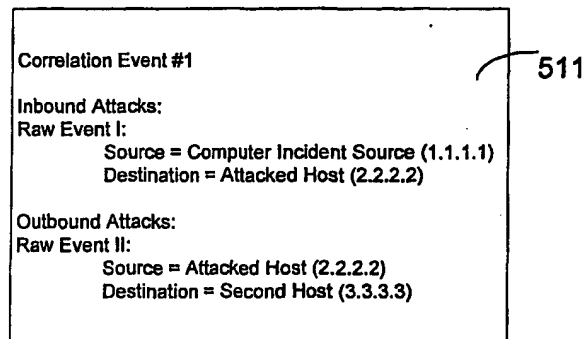 Correlation Event #1
511
Inbound Attacks:
Raw Event I:
Source = Computer Incident Source (1.1.1.1)
Destination = Attacked Host (2.2.2.2)
Outbound Attacks:
Raw Event II:
Source = Attacked Host (2.2.2.2)
Destination = Second Host (3.3.3.3)